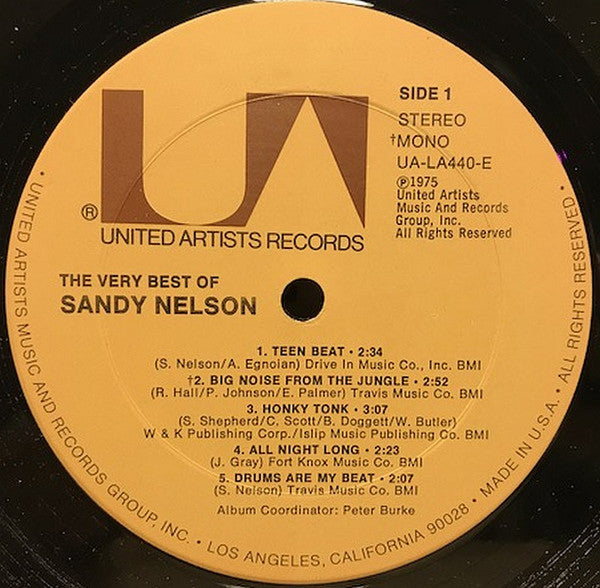 UA
®
UNITED ARTISTS RECORDS
SIDE 1
STEREO
†MONO
UA-LA440-E
℗1975
United Artists
Music And Records
Group, Inc.
All Rights Reserved
THE VERY BEST OF
SANDY NELSON
1. TEEN BEAT • 2:34
(S. Nelson/A. Egnoian) Drive In Music Co., Inc. BMI
†2. BIG NOISE FROM THE JUNGLE • 2:52
(R. Hall/P. Johnson/E. Palmer) Travis Music Co. BMI
3. HONKY TONK • 3:07
(S. Shepherd/C. Scott/B. Doggett/W. Butler)
W & K Publishing Corp./Islip Music Publishing Co. BMI
4. ALL NIGHT LONG • 2:23
(J. Gray) Fort Knox Music Co. BMI
5. DRUMS ARE MY BEAT • 2:07
(S. Nelson) Travis Music Co. BMI
Album Coordinator: Peter Burke
• UNITED ARTISTS MUSIC AND RECORDS GROUP, INC. • LOS ANGELES, CALIFORNIA 90028 • MADE IN U.S.A. • ALL RIGHTS RESERVED •